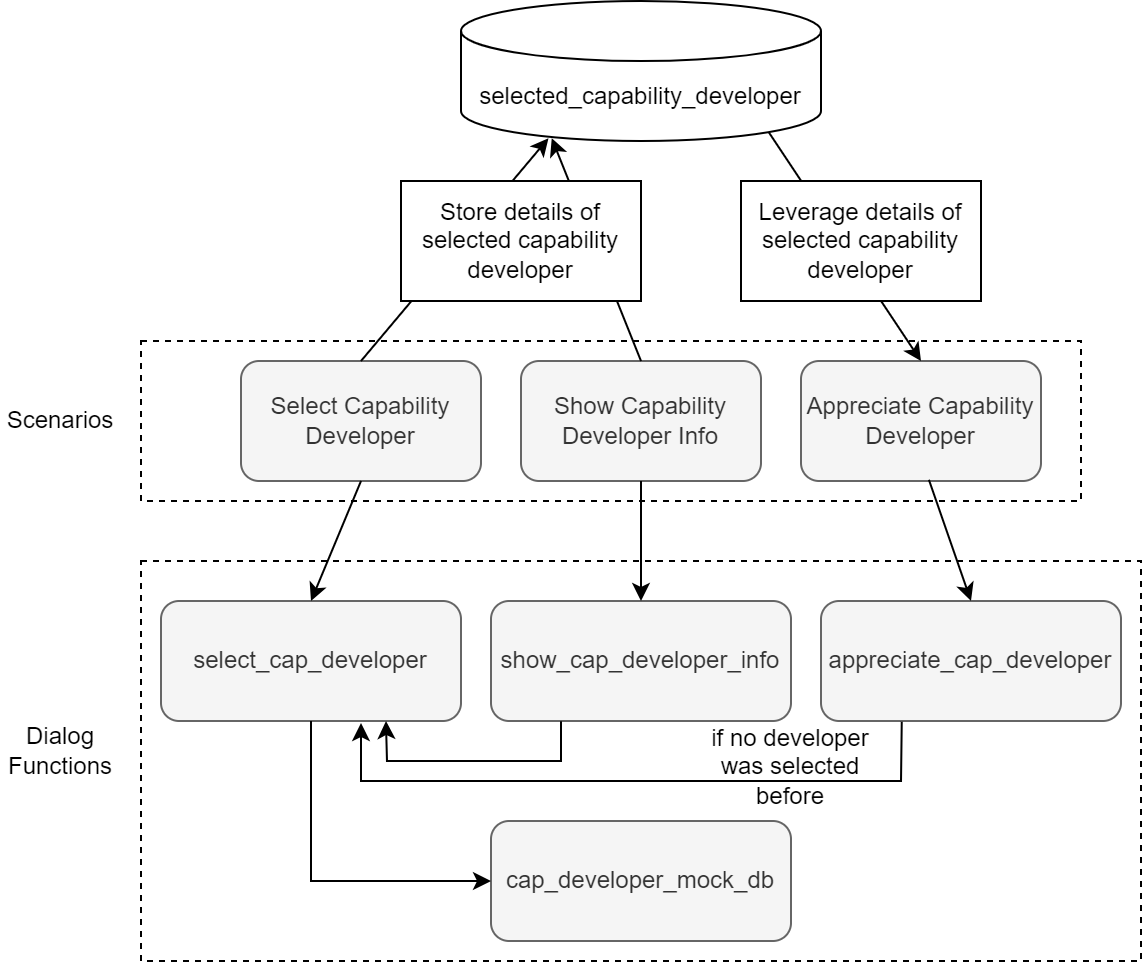 selected_capability_developer
Store details of
selected capability
developer
Leverage details of
selected capability
developer
Scenarios
Select Capability
Developer
Show Capability
Developer Info
Appreciate Capability
Developer
Dialog
Functions
select_cap_developer
show_cap_developer_info
appreciate_cap_developer
if no developer
was selected
before
cap_developer_mock_db